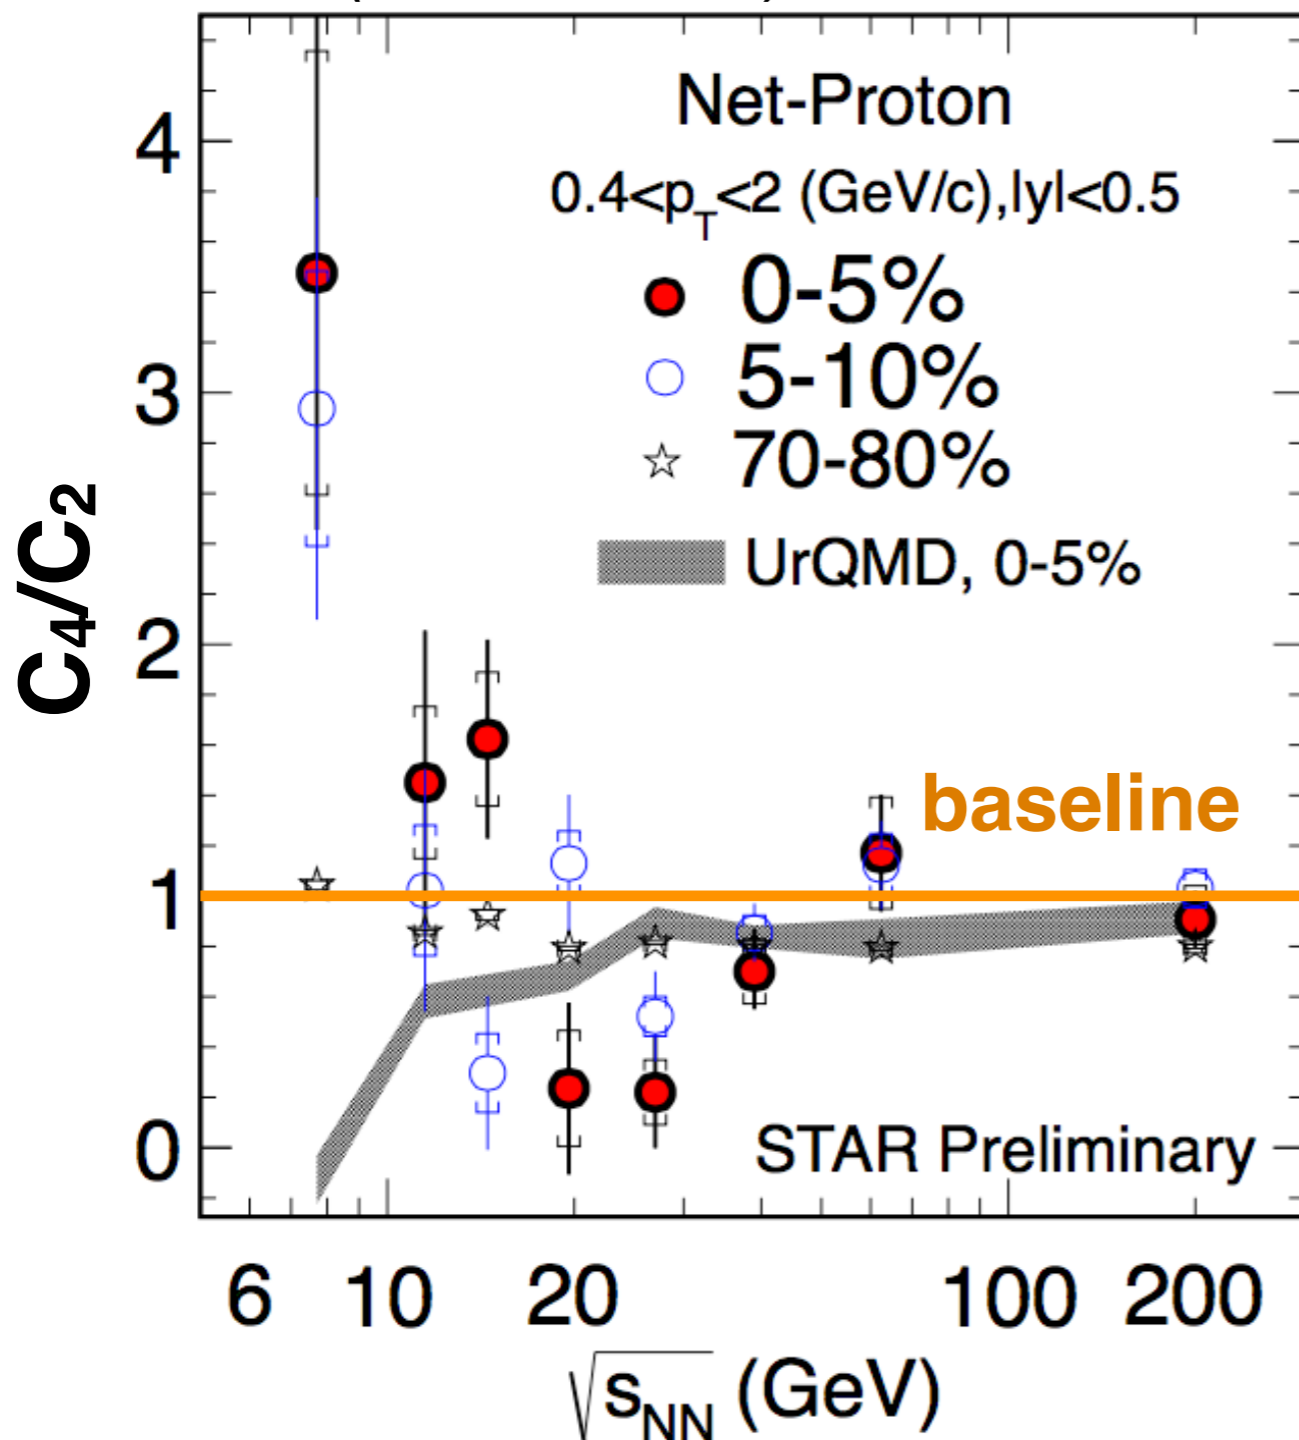 Net-Proton
0.4<pT<2 (GeV/c),|y|<0.5
0-5%
5-10%
70-80%
UrQMD, 0-5%
baseline
STAR Preliminary
C4/C2
4
3
2
1
0
6 10 20 100 200
√sNN (GeV)